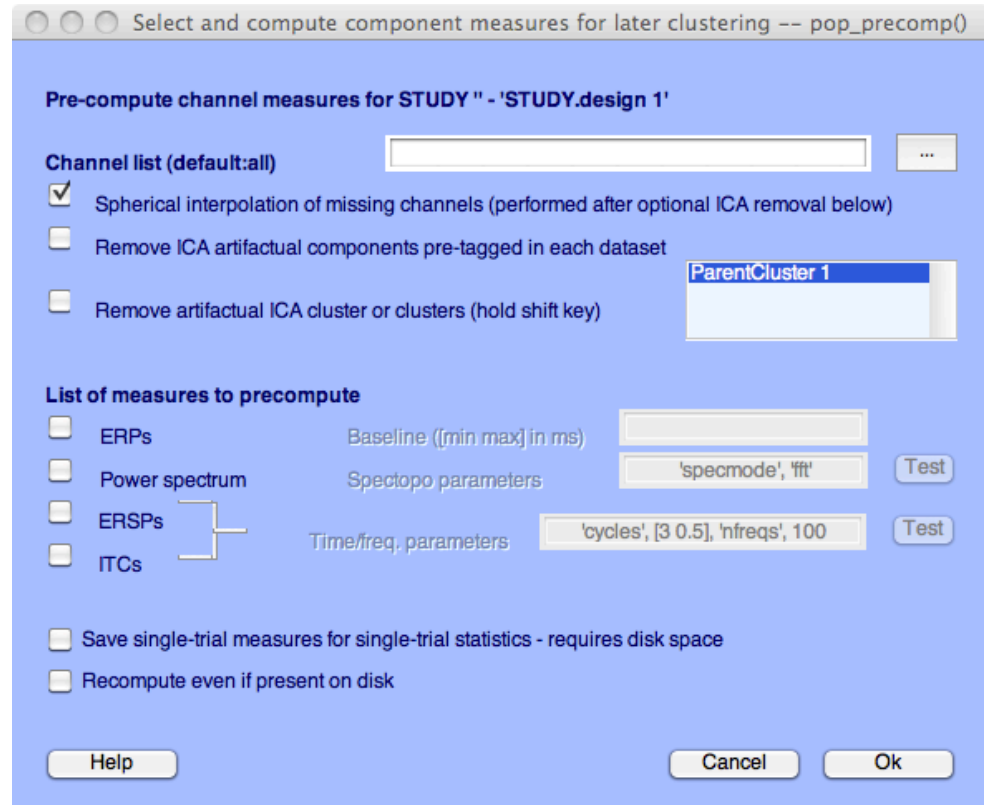 Select and compute component measures for later clustering -- pop_precomp()
Pre-compute channel measures for STUDY '' - 'STUDY.design 1'
Channel list (default:all)
...
Spherical interpolation of missing channels (performed after optional ICA removal below)
Remove ICA artifactual components pre-tagged in each dataset
ParentCluster 1
Remove artifactual ICA cluster or clusters (hold shift key)
List of measures to precompute
ERPs Baseline ([min max] in ms)
Power spectrum Spectopo parameters 'specmode', 'fft' Test
ERSPs
Time/freq. parameters 'cycles', [3 0.5], 'nfreqs', 100 Test
ITCs
Save single-trial measures for single-trial statistics - requires disk space
Recompute even if present on disk
Help Cancel Ok